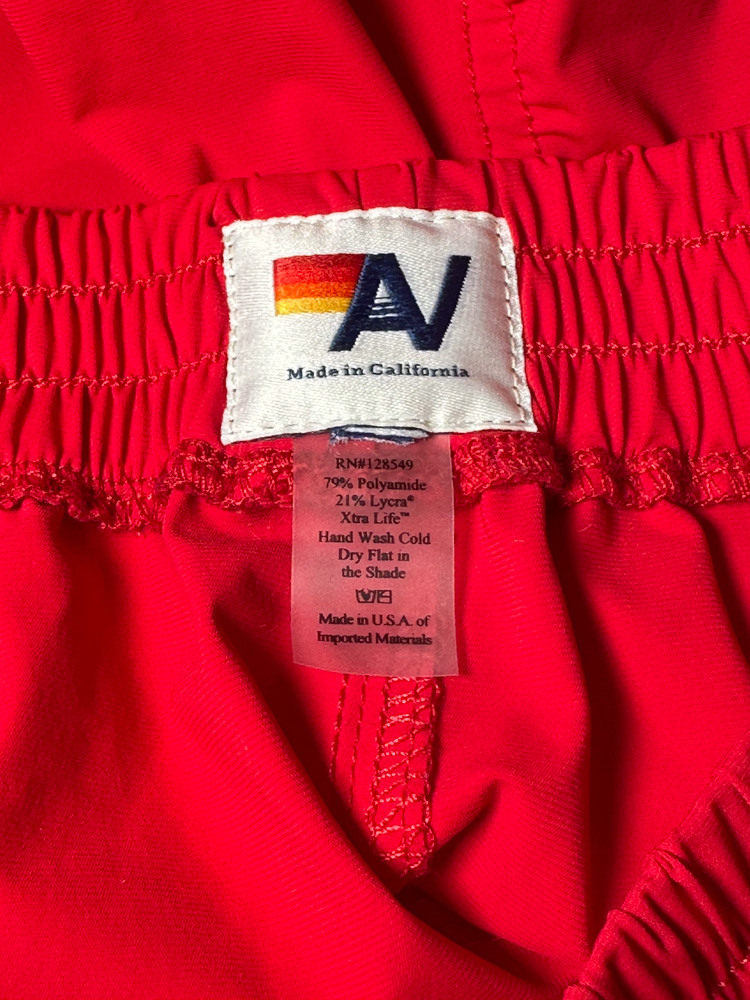 AV
Made in California
RN#128549
79% Polyamide
21% Lycra®
Xtra Life™
Hand Wash Cold
Dry Flat in
the Shade
Made in U.S.A. of
Imported Materials